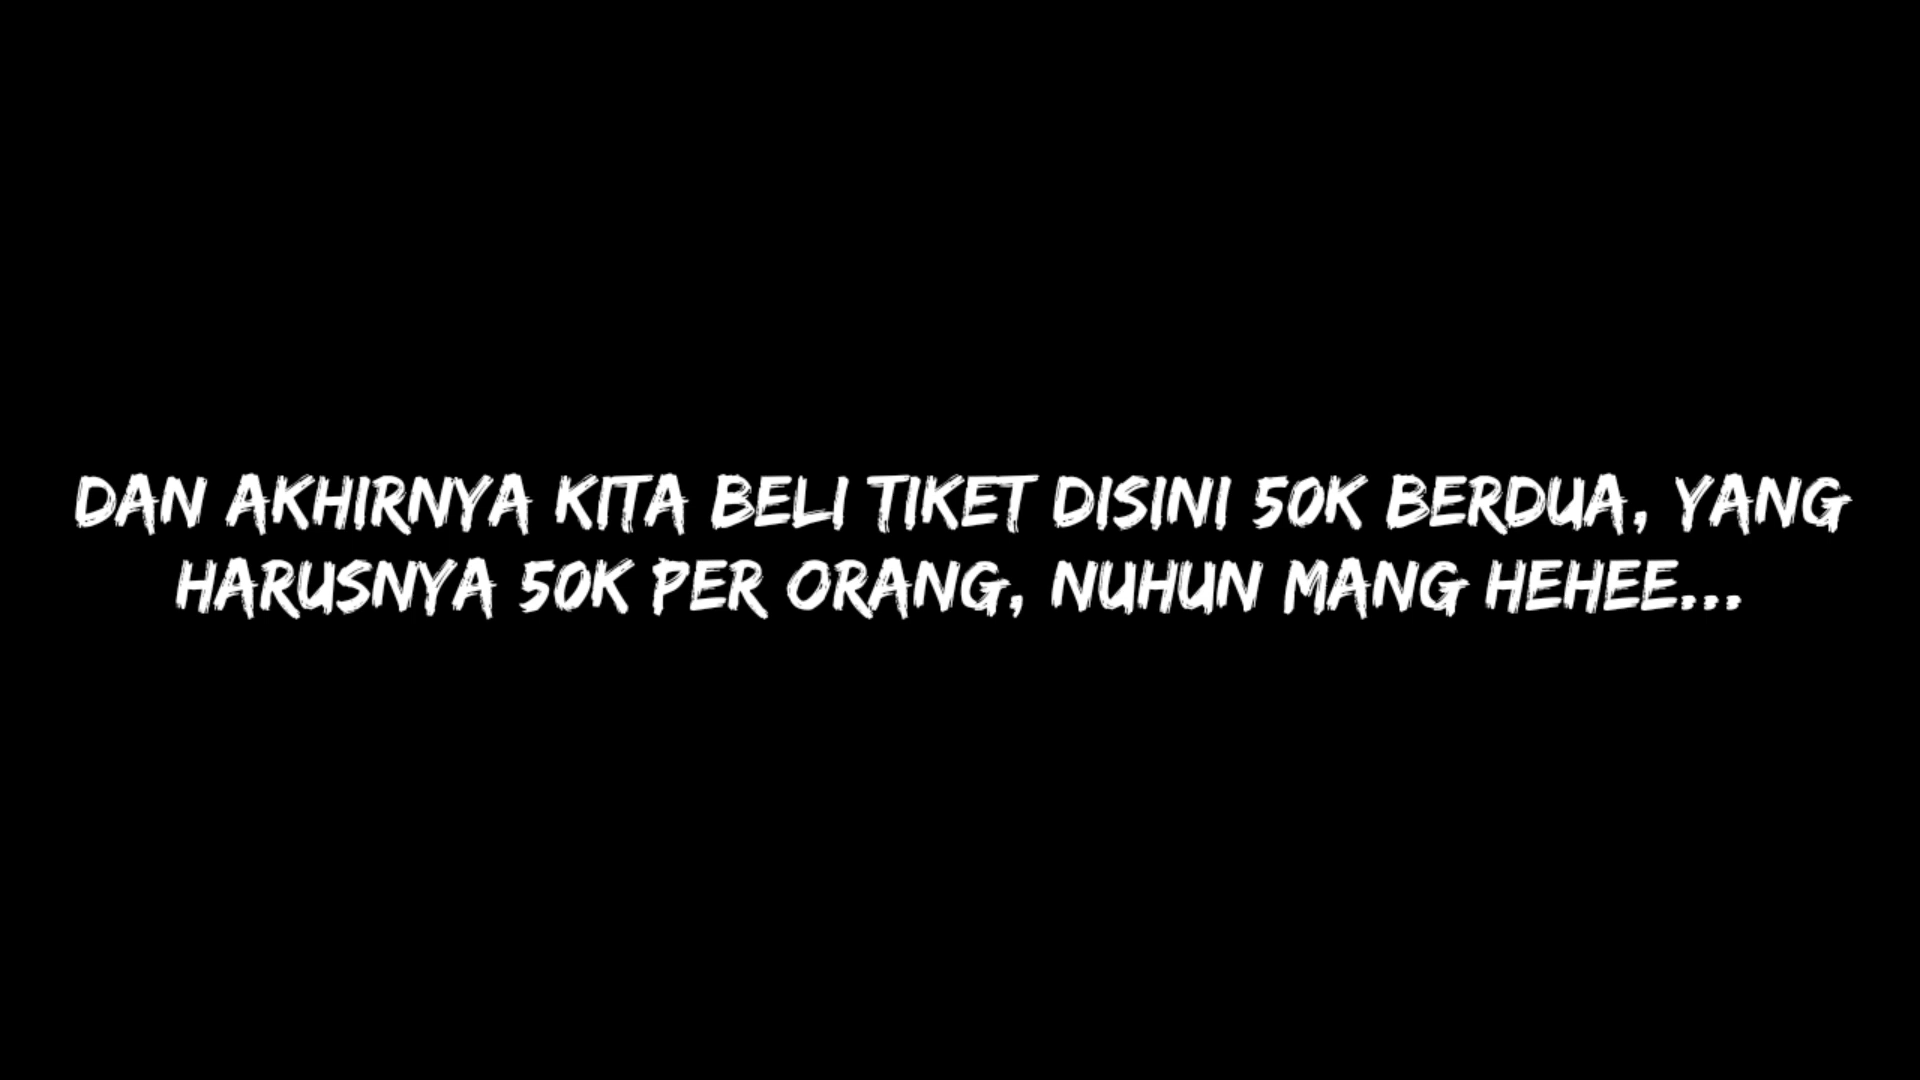 DAN AKHIRNYA KITA BELI TIKET DISINI 50K BERDUA, YANG
HARUSNYA 50K PER ORANG, NUHUN MANG HEHEE...